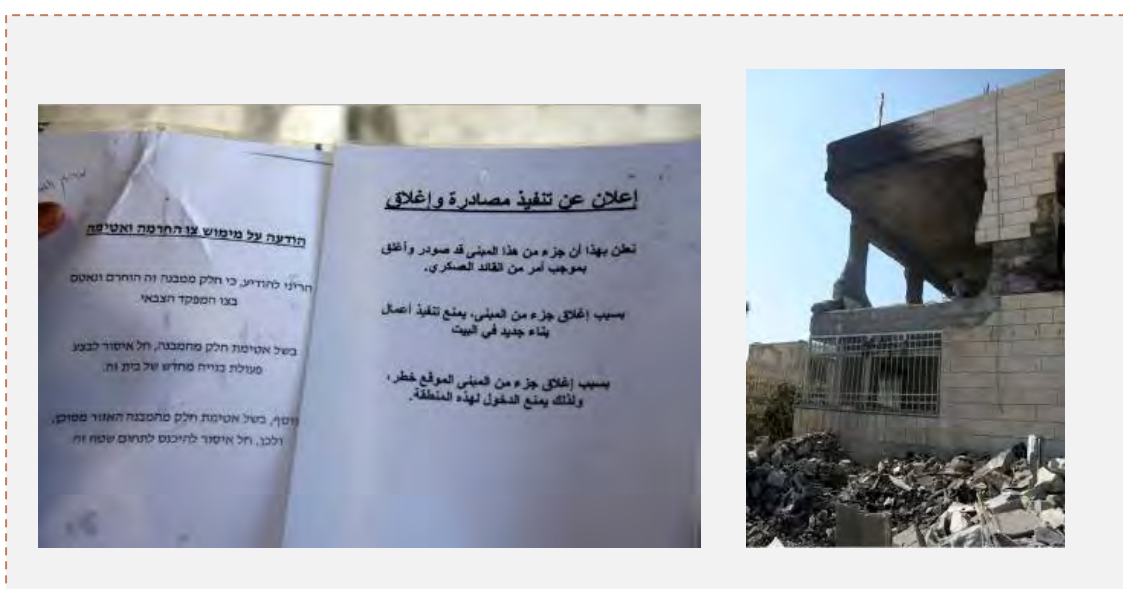 הודעה על מימוש צו החרמה ואטימה
הריני להודיע, כי חלק ממבנה זה הוחרם ונאטם
בצו המפקד הצבאי
בשל אטימת חלק מהמבנה, חל איסור לבצע
פעולת בנייה מחדש של בית זה.
בשל אטימת חלק מהמבנה האזור מסוכן,
ולכן, חל איסור להיכנס לתחום שטח זה
إعلان عن تنفيذ مصادرة وإغلاق
نعلن بهذا أن جزء من هذا المبنى قد صودر وأغلق
بموجب أمر من القائد العسكري.
بسبب إغلاق جزء من المبنى، يمنع تنفيذ أعمال
بناء جديد في البيت
بسبب إغلاق جزء من المبنى الموقع خطر،
ولذلك يمنع الدخول لهذه المنطقة.